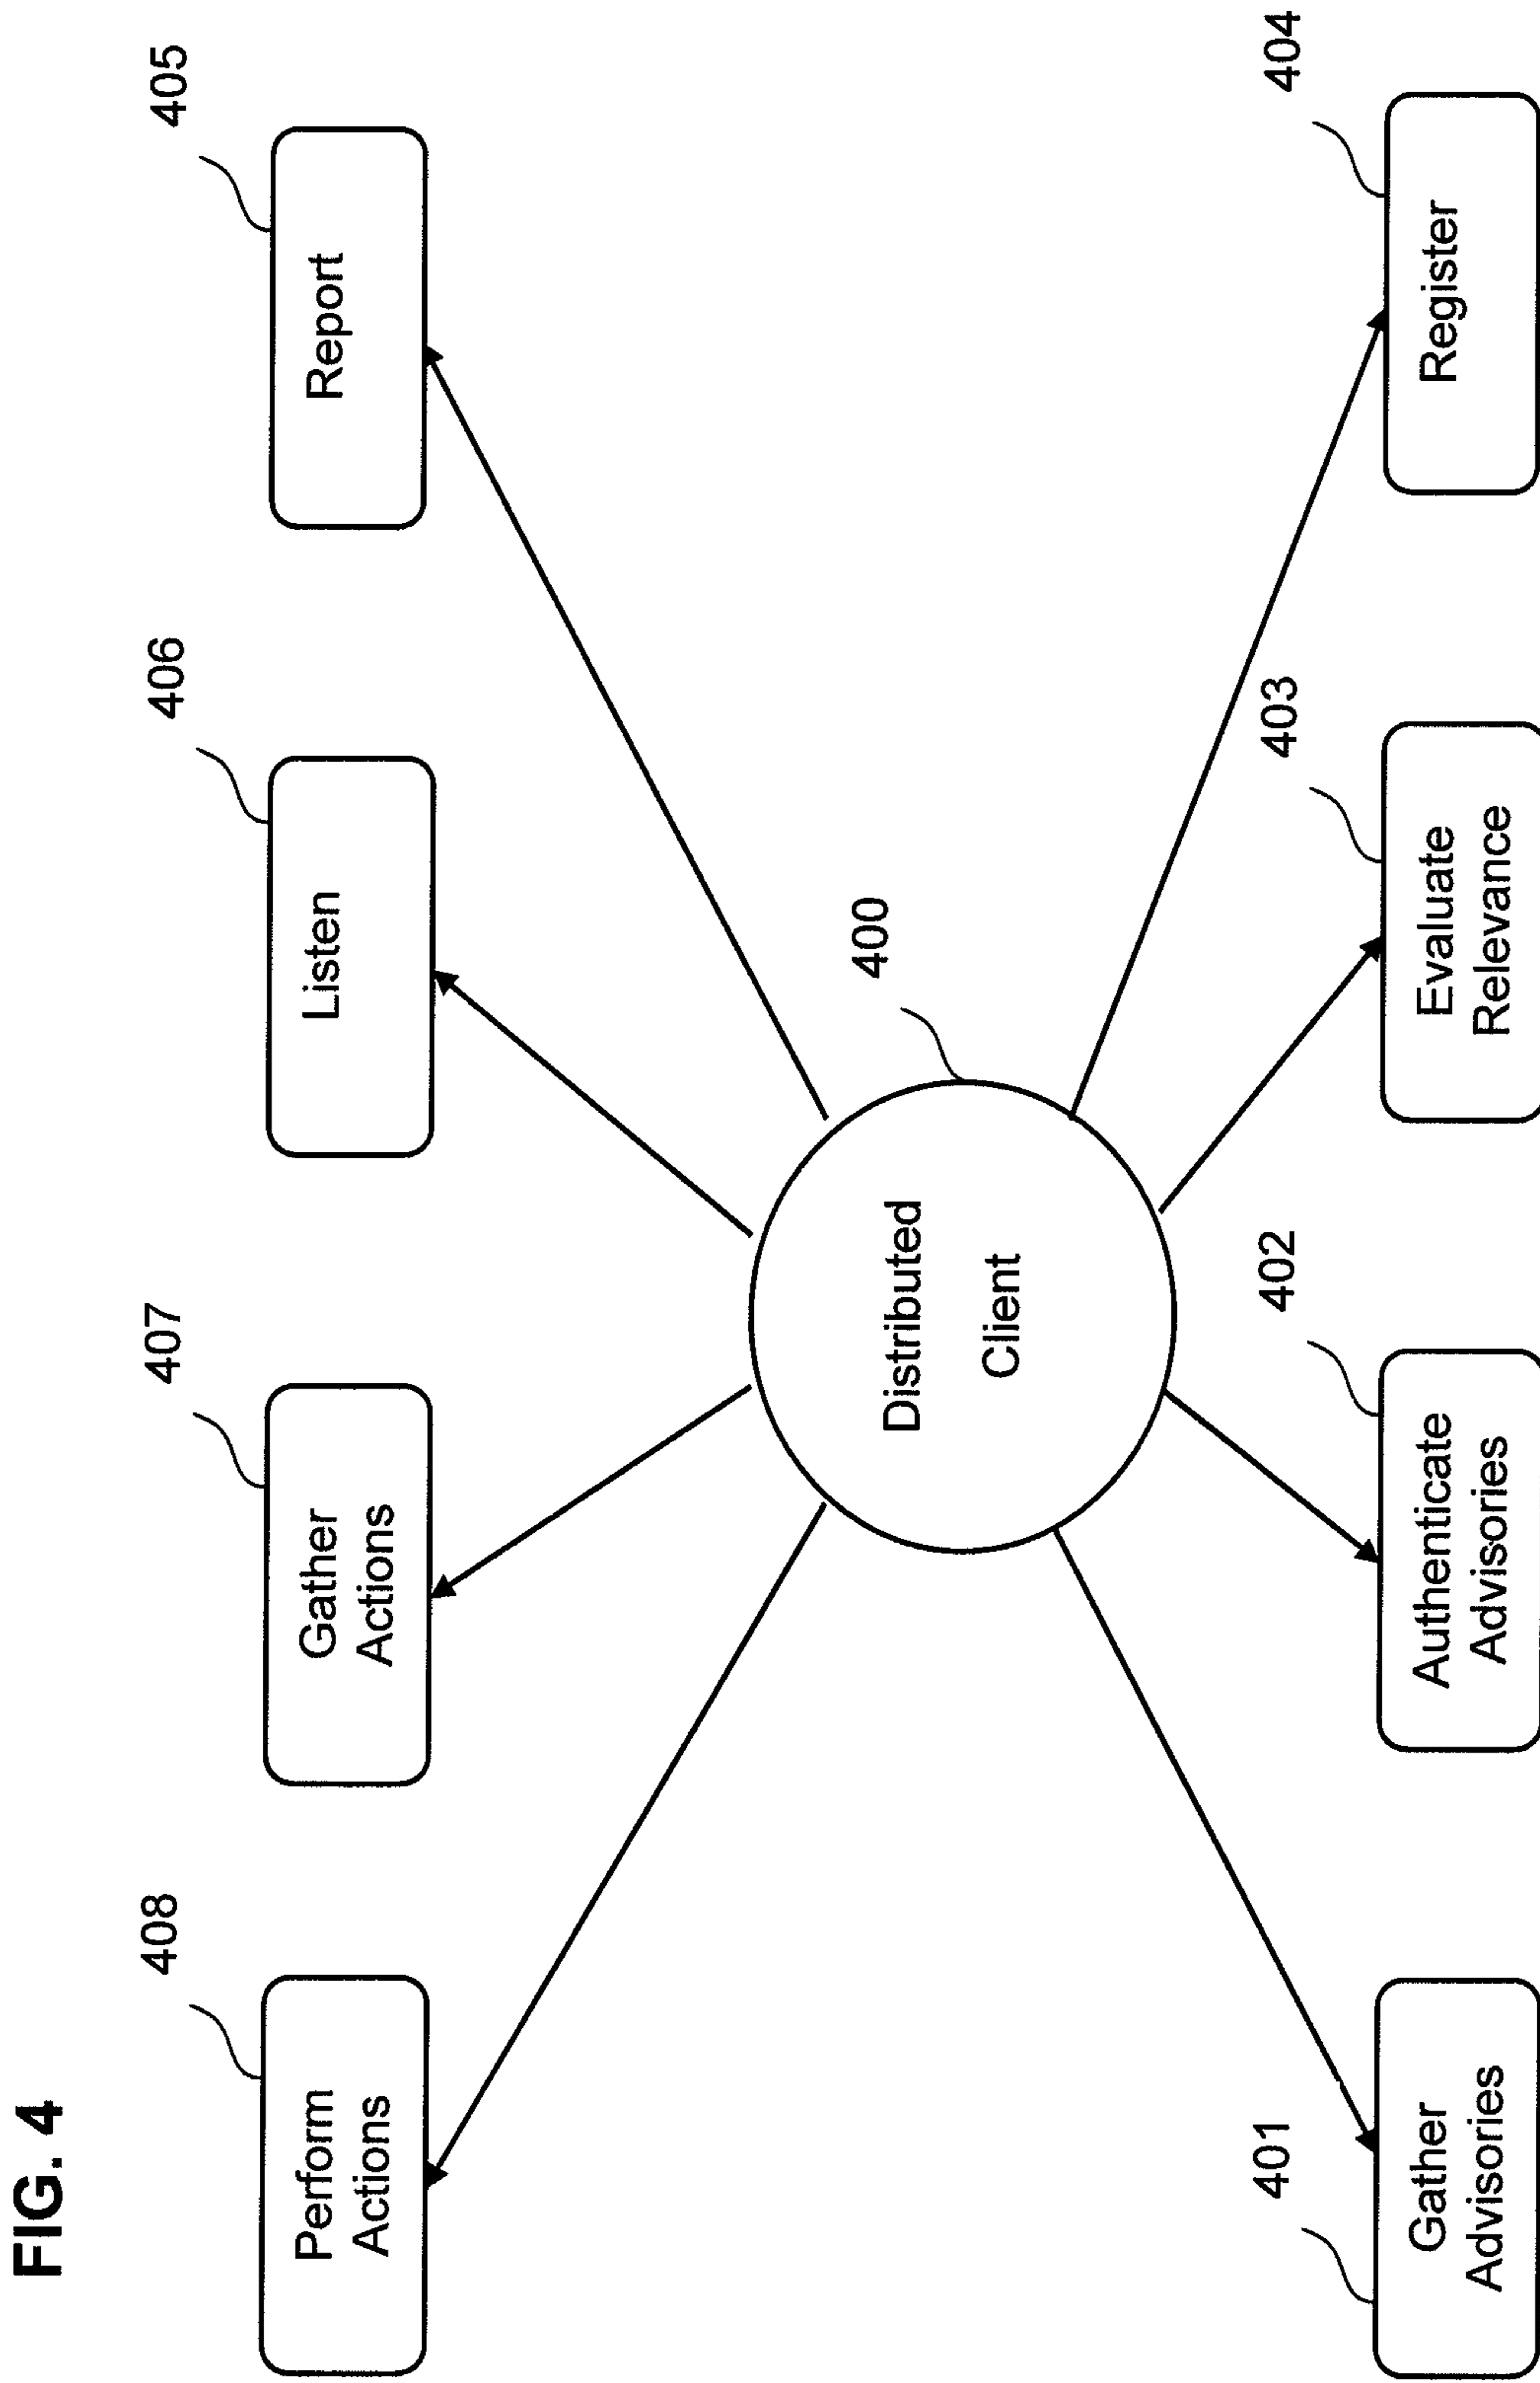 FIG. 4
408
407
406
405
Perform
Actions
Gather
Actions
Listen
Report
400
Distributed
Client
401
402
403
404
Gather
Advisories
Authenticate
Advisories
Evaluate
Relevance
Register